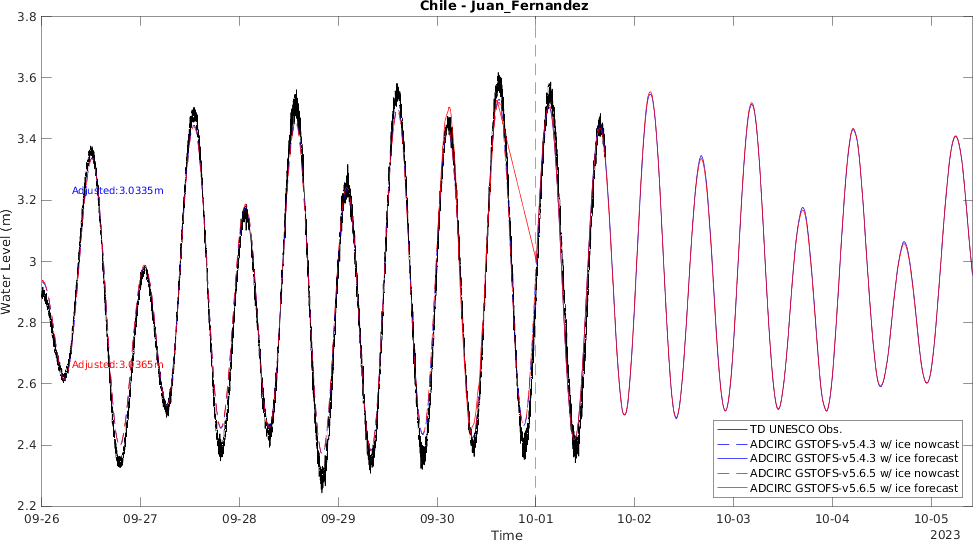 Chile - Juan_Fernandez
3.8
3.6
3.4
3.2
3
2.8
2.6
2.4
2.2
Water Level (m)
Adjusted:3.0335m
Adjusted:3.0365m
TD UNESCO Obs.
ADCIRC GSTOFS-v5.4.3 w/ ice nowcast
ADCIRC GSTOFS-v5.4.3 w/ ice forecast
ADCIRC GSTOFS-v5.6.5 w/ ice nowcast
ADCIRC GSTOFS-v5.6.5 w/ ice forecast
09-26 09-27 09-28 09-29 09-30 10-01 10-02 10-03 10-04 10-05
Time
2023